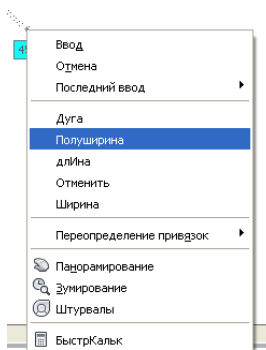 Ввод
Отмена
Последний ввод
Дуга
Полуширина
длИна
Отменить
Ширина
Переопределение привязок
Панорамирование
Зумирование
Штурвалы
БыстрКальк